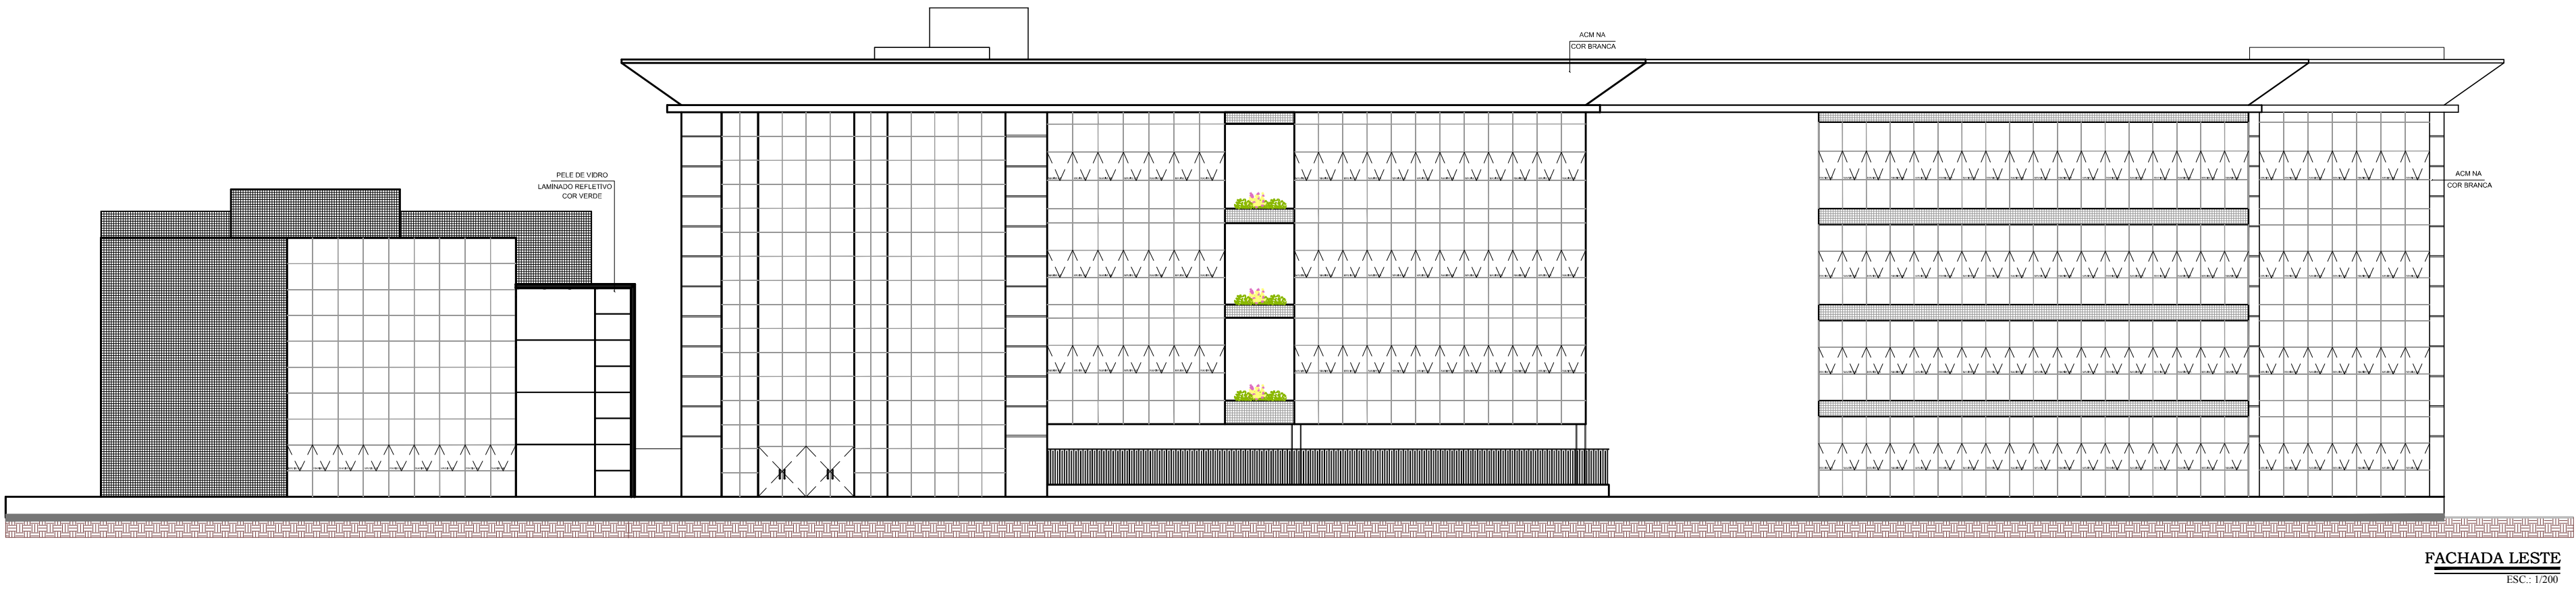 ACM NA
COR BRANCA
PELE DE VIDRO
LAMINADO REFLETIVO
COR VERDE
ACM NA
COR BRANCA
FACHADA LESTE
ESC.: 1/200